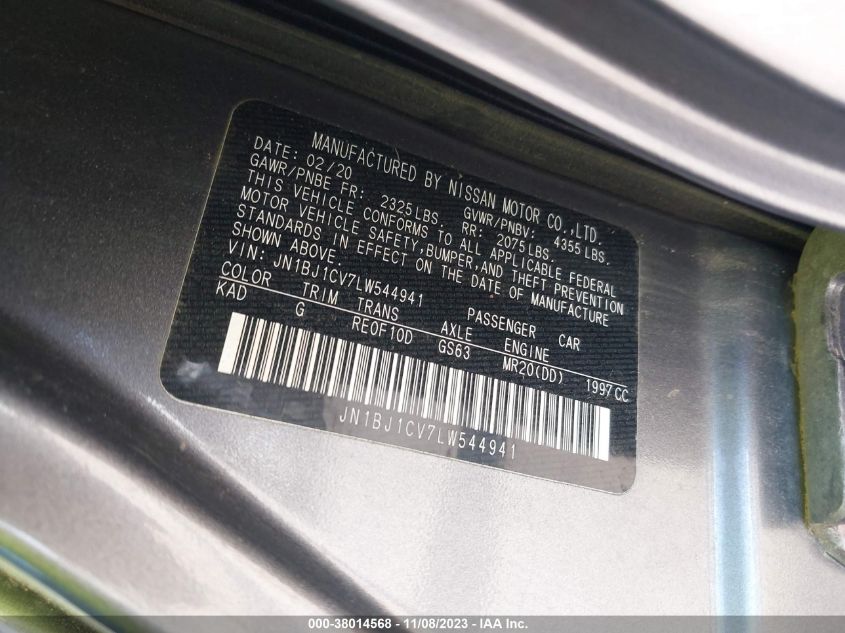 MANUFACTURED BY NISSAN MOTOR CO.,LTD.
DATE: 02/20 GVWR/PNBV: 4355 LBS.
GAWR/PNBE FR: 2325 LBS. RR: 2075 LBS.
THIS VEHICLE CONFORMS TO ALL APPLICABLE FEDERAL
MOTOR VEHICLE SAFETY, BUMPER, AND THEFT PREVENTION
STANDARDS IN EFFECT ON THE DATE OF MANUFACTURE
SHOWN ABOVE.
VIN: JN1BJ1CV7LW544941 PASSENGER CAR
COLOR TRIM TRANS AXLE ENGINE
KAD G RE0F10D GS63 MR20(DD) 1997CC
JN1BJ1CV7LW544941
000-38014568 - 11/08/2023 - IAA Inc.